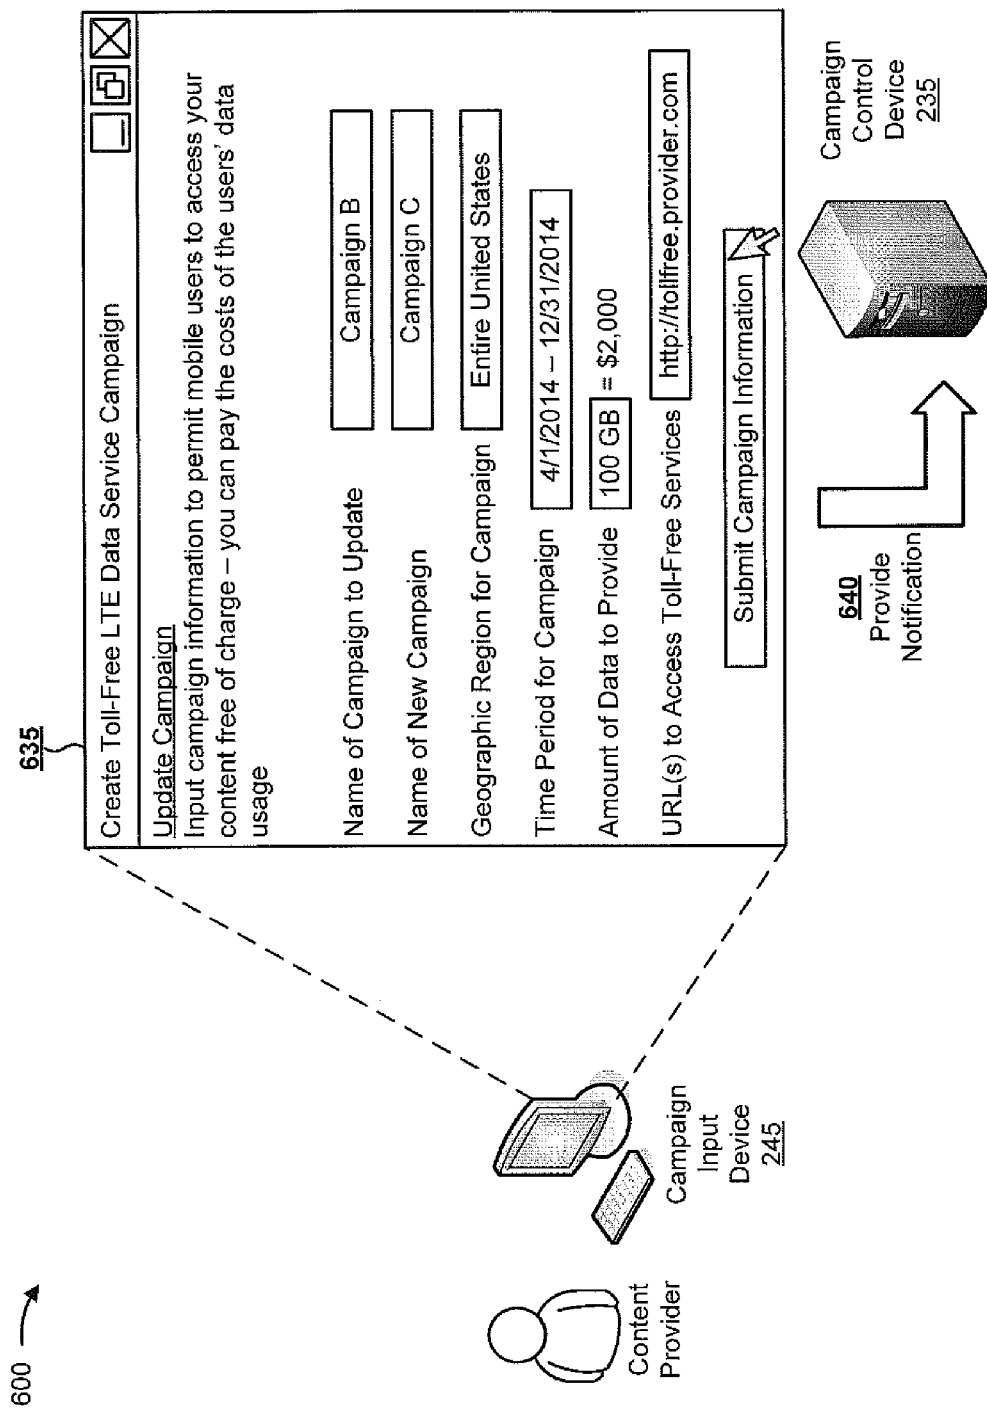 600
635
Create Toll-Free LTE Data Service Campaign
Update Campaign
Input campaign information to permit mobile users to access your
content free of charge – you can pay the costs of the users' data
usage
Name of Campaign to Update Campaign B
Name of New Campaign Campaign C
Geographic Region for Campaign Entire United States
Time Period for Campaign 4/1/2014 – 12/31/2014
Amount of Data to Provide 100 GB = $2,000
URL(s) to Access Toll-Free Services http://tollfree.provider.com
Submit Campaign Information
Content
Provider
Campaign
Input
Device
245
640
Provide
Notification
Campaign
Control
Device
235